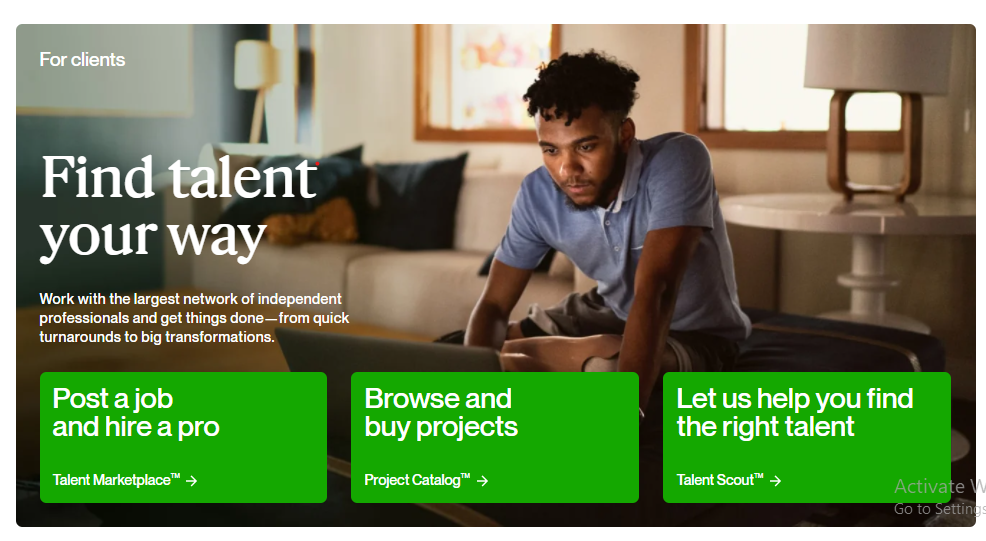 For clients
Find talent
your way
Work with the largest network of independent
professionals and get things done—from quick
turnarounds to big transformations.
Post a job
and hire a pro
Talent Marketplace™ →
Browse and
buy projects
Project Catalog™ →
Let us help you find
the right talent
Talent Scout™ →
Activate W
Go to Settings